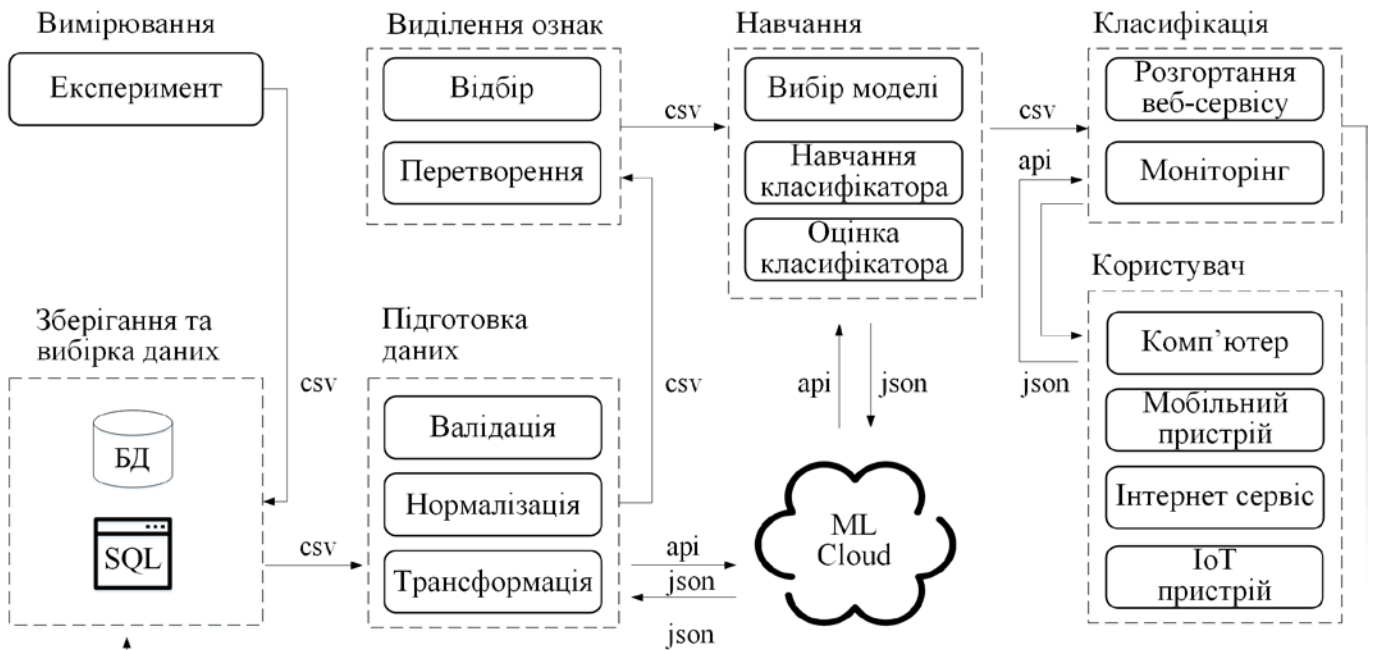 Вимірювання
Експеримент
Виділення ознак
Відбір
Перетворення
csv
Навчання
Вибір моделі
Навчання
класифікатора
Оцінка
класифікатора
csv
Класифікація
Розгортання
веб-сервісу
Моніторінг
api
Користувач
Комп’ютер
Мобільний
пристрій
Інтернет сервіс
IoT
пристрій
json
Зберігання та
вибірка даних
БД
SQL
csv
csv
Підготовка
даних
Валідація
Нормалізація
Трансформація
csv
api
json
api
json
json
ML
Cloud